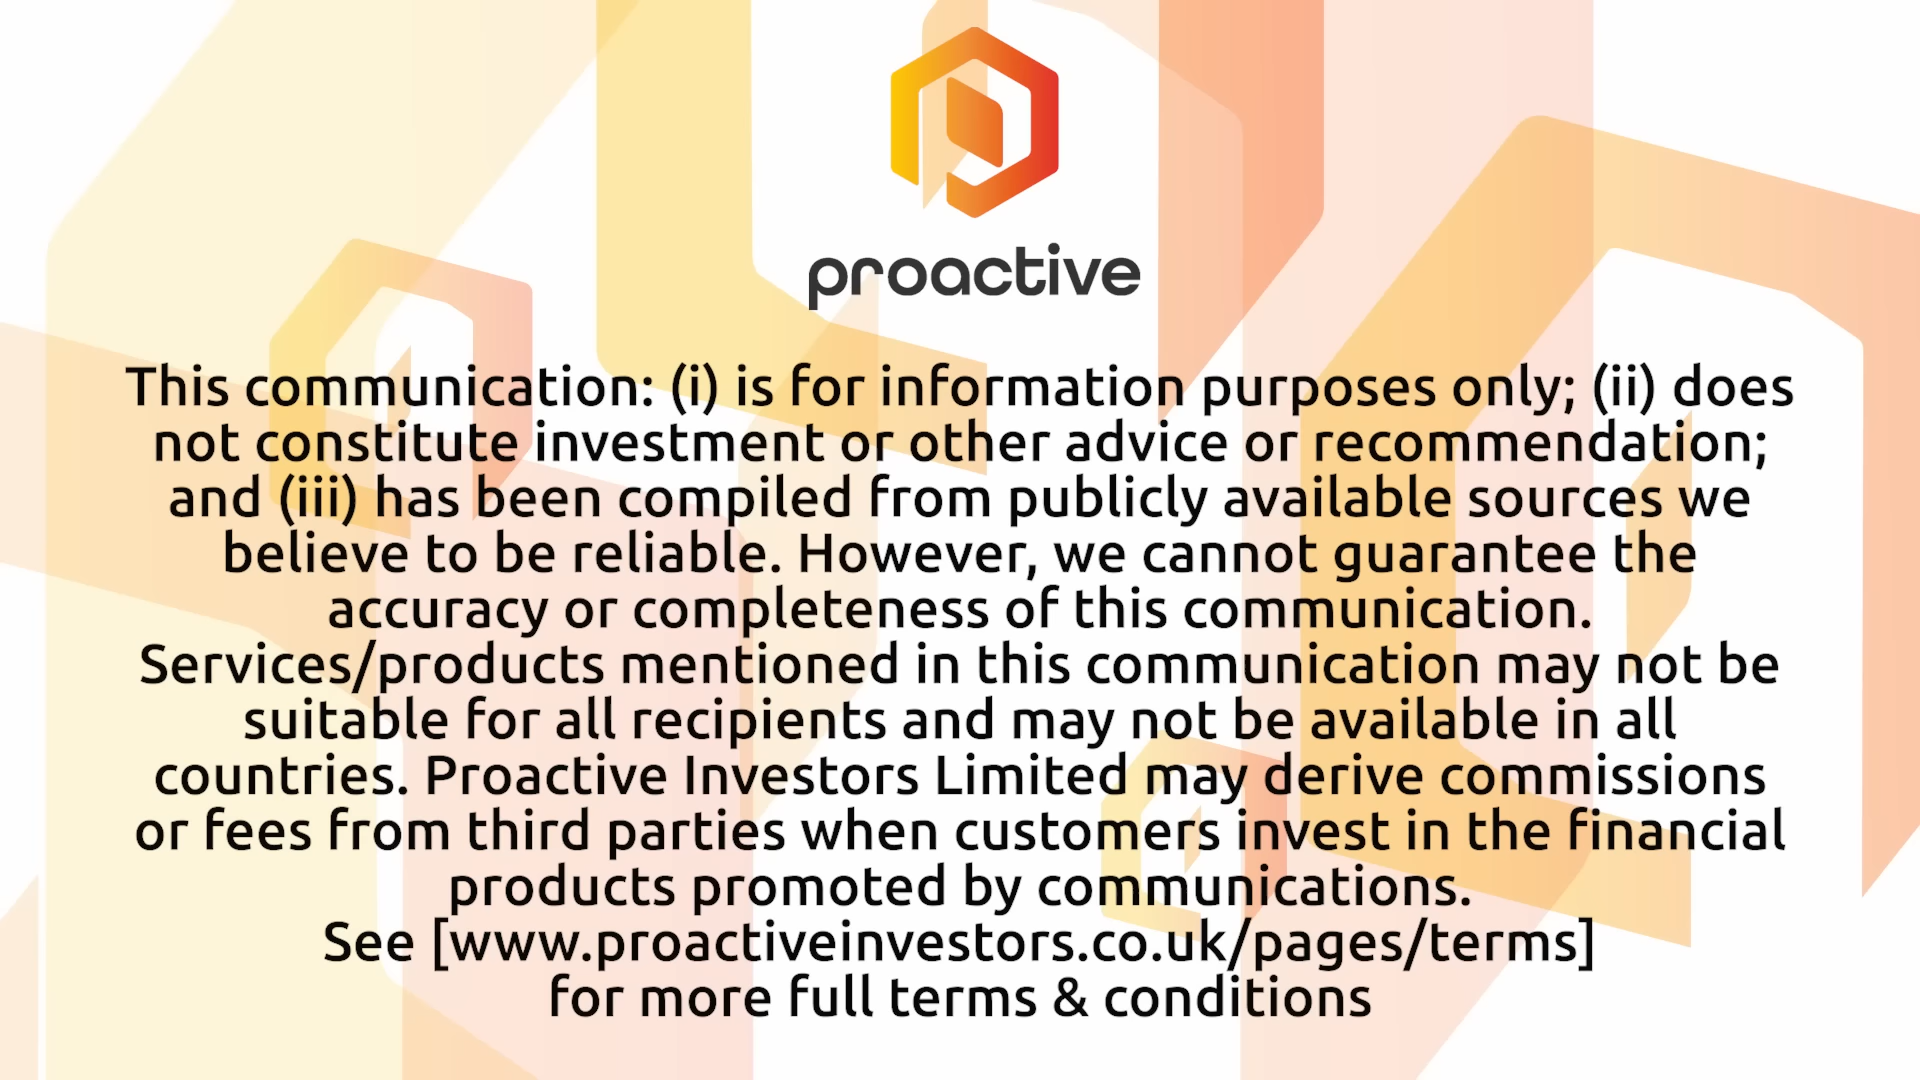 proactive
This communication: (i) is for information purposes only; (ii) does
not constitute investment or other advice or recommendation;
and (iii) has been compiled from publicly available sources we
believe to be reliable. However, we cannot guarantee the
accuracy or completeness of this communication.
Services/products mentioned in this communication may not be
suitable for all recipients and may not be available in all
countries. Proactive Investors Limited may derive commissions
or fees from third parties when customers invest in the financial
products promoted by communications.
See [www.proactiveinvestors.co.uk/pages/terms]
for more full terms & conditions